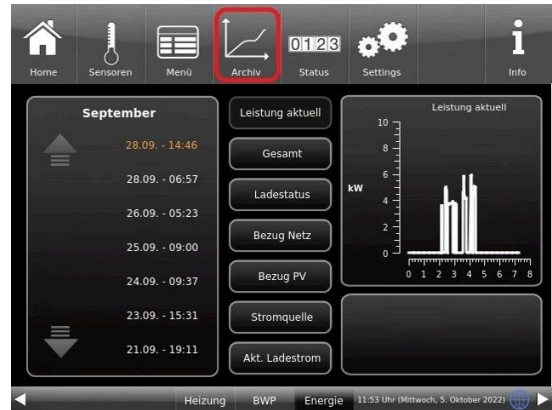 Home Sensoren Menü Archiv Status Settings Info
0123
September
28.09. - 14:46
28.09. - 06:57
26.09. - 05:23
25.09. - 09:00
24.09. - 09:37
23.09. - 15:31
21.09. - 19:11
Leistung aktuell
Gesamt
Ladestatus
Bezug Netz
Bezug PV
Stromquelle
Akt. Ladestrom
Leistung aktuell
10
8
6
kW
4
2
0
0 1 2 3 4 5 6 7 8
Heizung BWP Energie 11:53 Uhr (Mittwoch, 5. Oktober 2022)